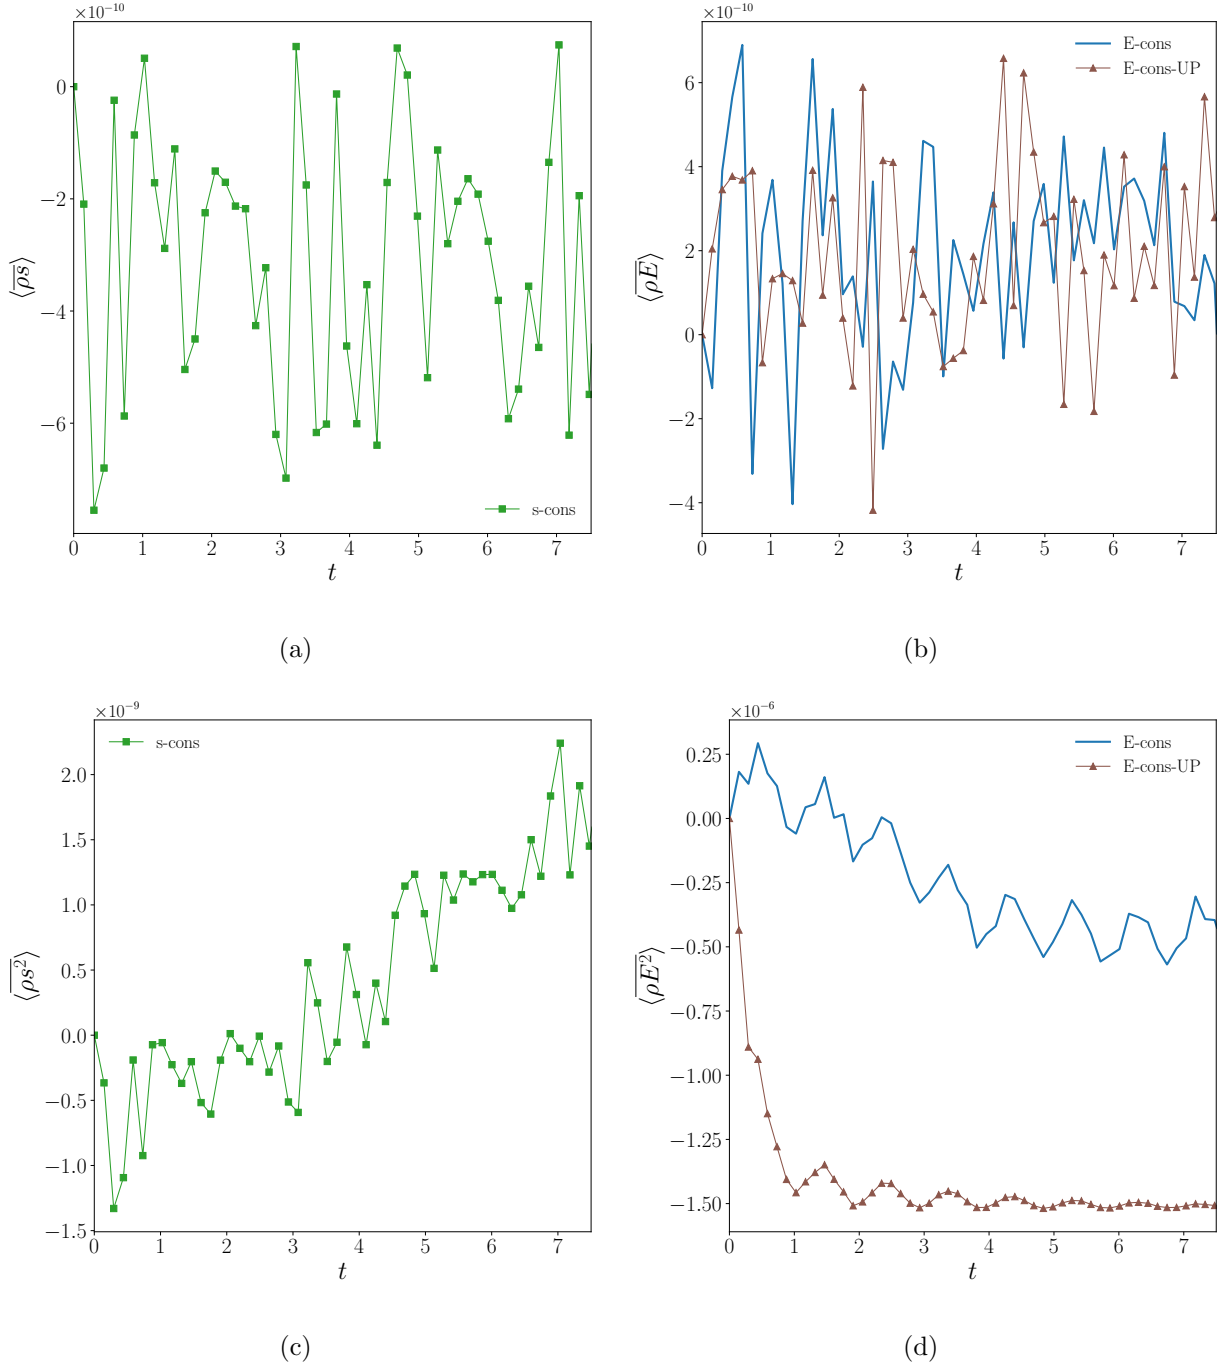 ×10⁻¹⁰
0
−2
−4
−6
⟨ρs⟩
s-cons
0 1 2 3 4 5 6 7
t
(a)
×10⁻¹⁰
6
4
2
0
−2
−4
⟨ρE⟩
E-cons
E-cons-UP
0 1 2 3 4 5 6 7
t
(b)
×10⁻⁹
2.0
1.5
1.0
0.5
0.0
−0.5
−1.0
−1.5
⟨ρs²⟩
s-cons
0 1 2 3 4 5 6 7
t
(c)
×10⁻⁶
0.25
0.00
−0.25
−0.50
−0.75
−1.00
−1.25
−1.50
⟨ρE²⟩
E-cons
E-cons-UP
0 1 2 3 4 5 6 7
t
(d)